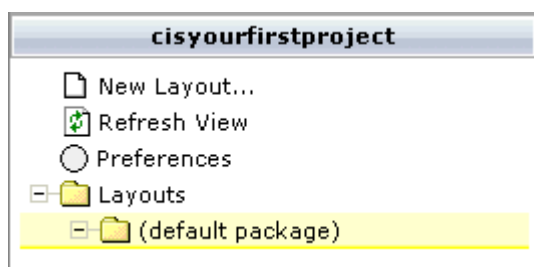 cisyourfirstproject
New Layout...
Refresh View
Preferences
Layouts
(default package)